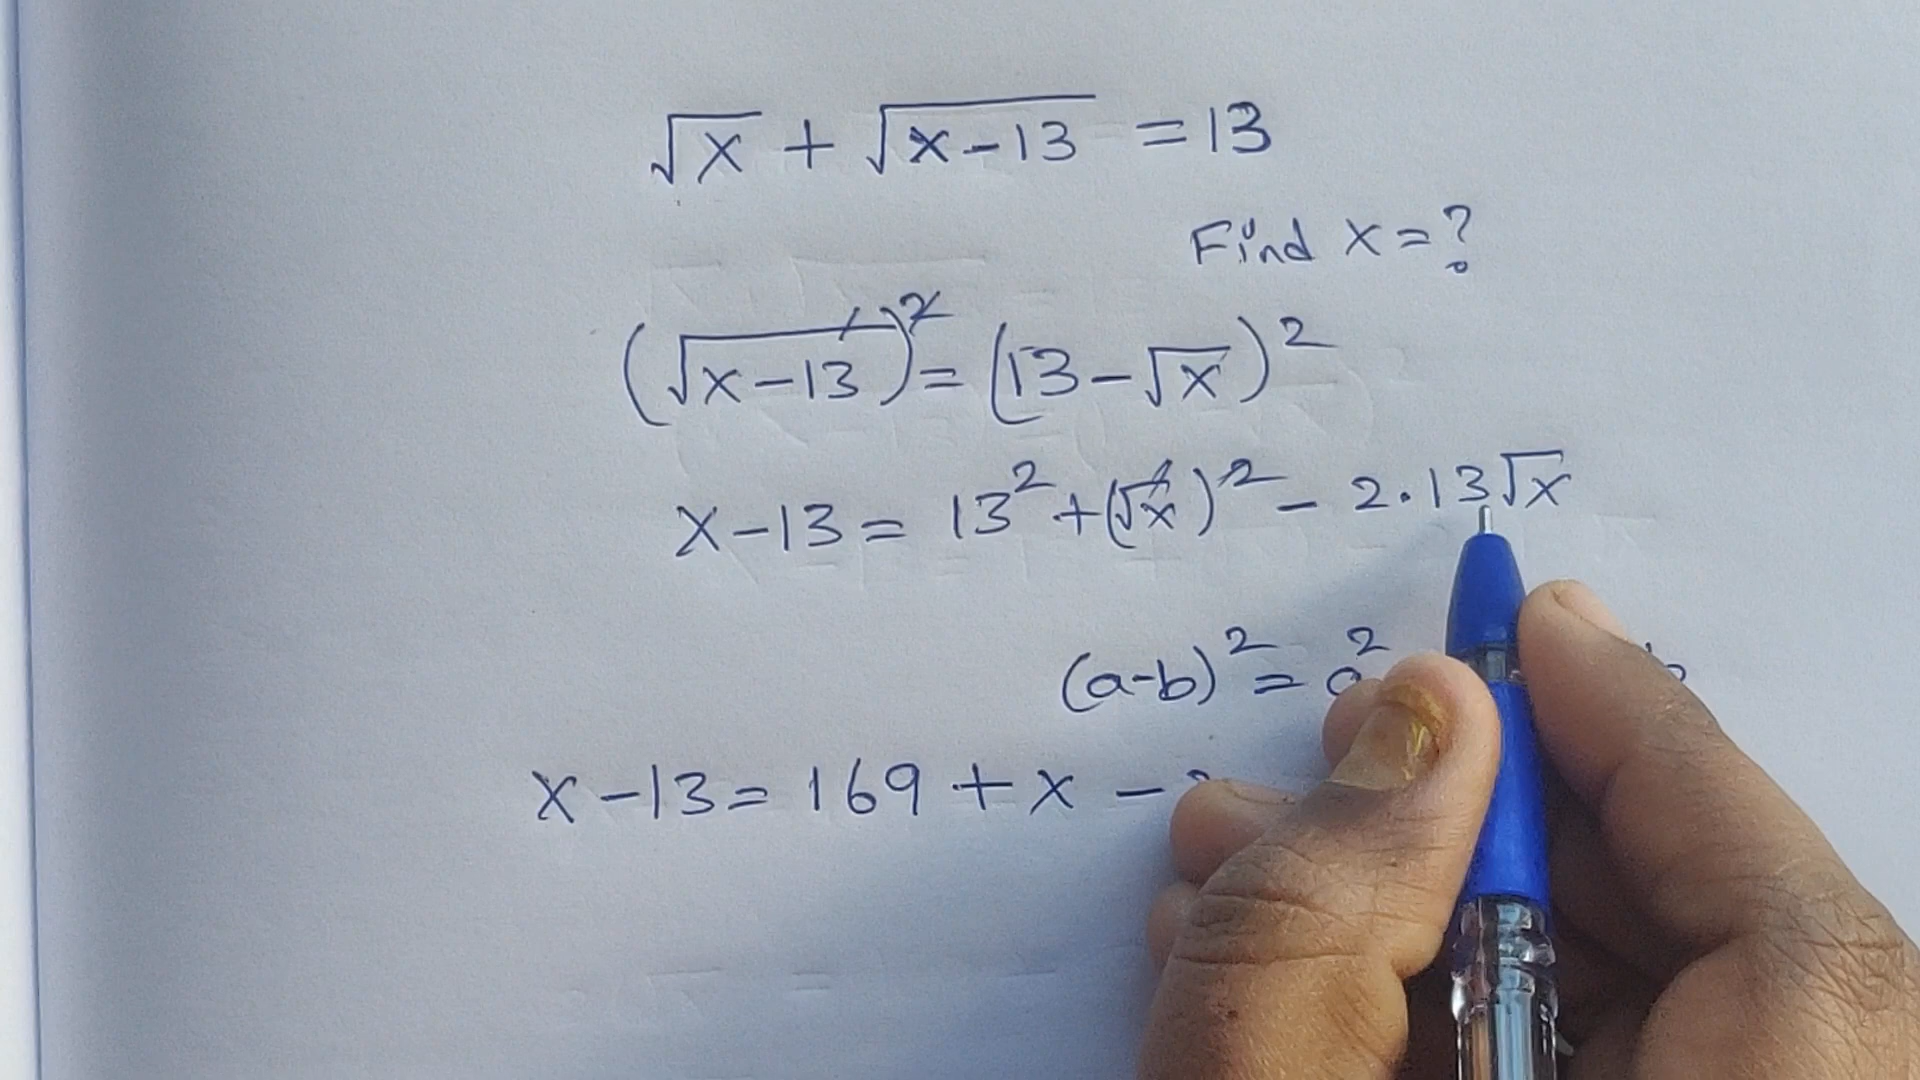 √x + √(x-13) = 13
Find x = ?
(√(x-13))² = (13-√x)²
x-13 = 13² + (√x)² - 2·13√x
(a-b)² = a² b
x-13 = 169 + x -